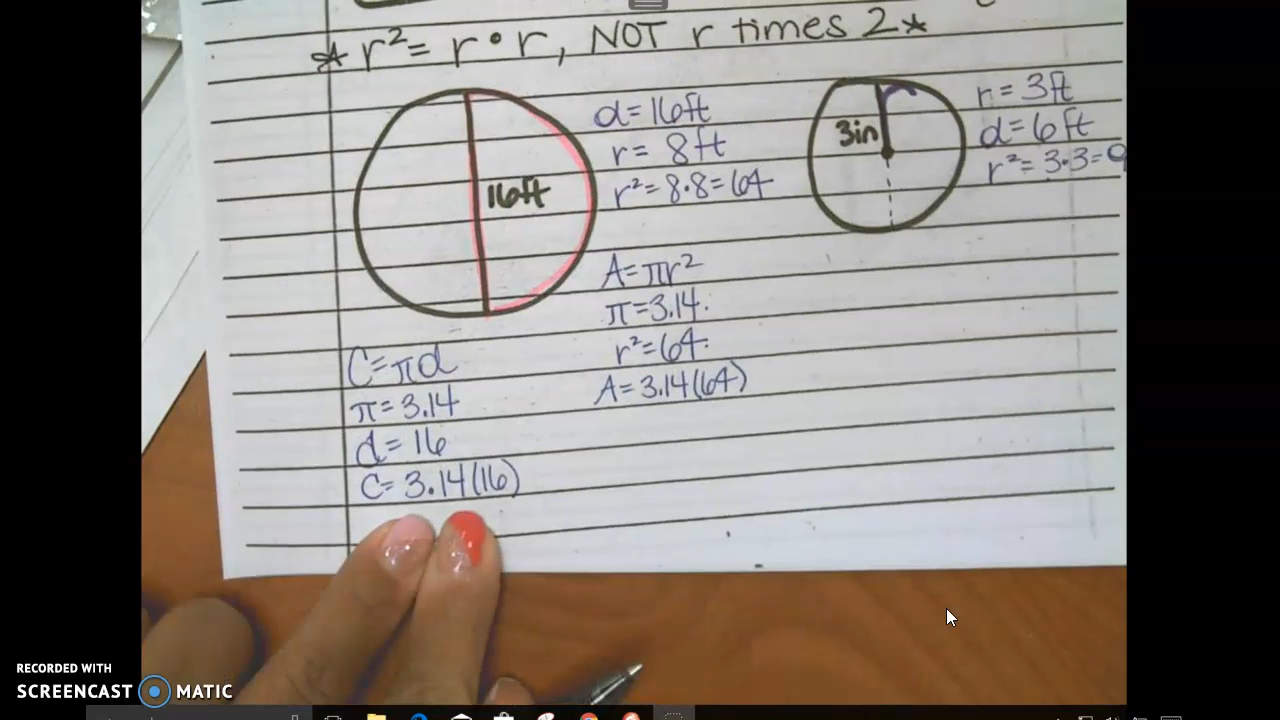 *r²= r•r, NOT r times 2*
16ft
d=16ft
r= 8ft
r²=8•8=64
3in
r=3ft
d=6ft
r²=3•3=9
C=πd
π=3.14
d=16
C=3.14(16)
A=πr²
π=3.14.
r²=64.
A=3.14(64)
RECORDED WITH
SCREENCAST MATIC